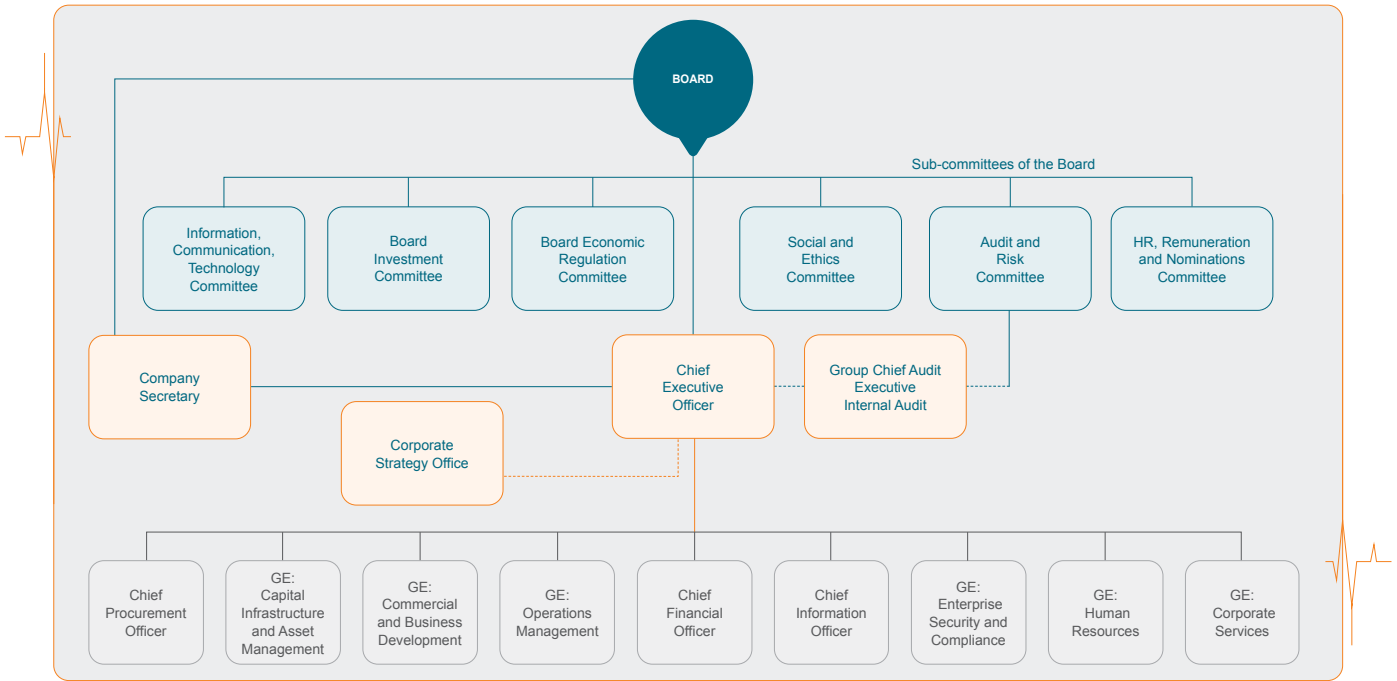 BOARD
Sub-committees of the Board
Information,
Communication,
Technology
Committee
Board
Investment
Committee
Board Economic
Regulation
Committee
Social and
Ethics
Committee
Audit and
Risk
Committee
HR, Remuneration
and Nominations
Committee
Company
Secretary
Chief
Executive
Officer
Group Chief Audit
Executive
Internal Audit
Corporate
Strategy Office
Chief
Procurement
Officer
GE:
Capital
Infrastructure
and Asset
Management
GE:
Commercial
and Business
Development
GE:
Operations
Management
Chief
Financial
Officer
Chief
Information
Officer
GE:
Enterprise
Security and
Compliance
GE:
Human
Resources
GE:
Corporate
Services